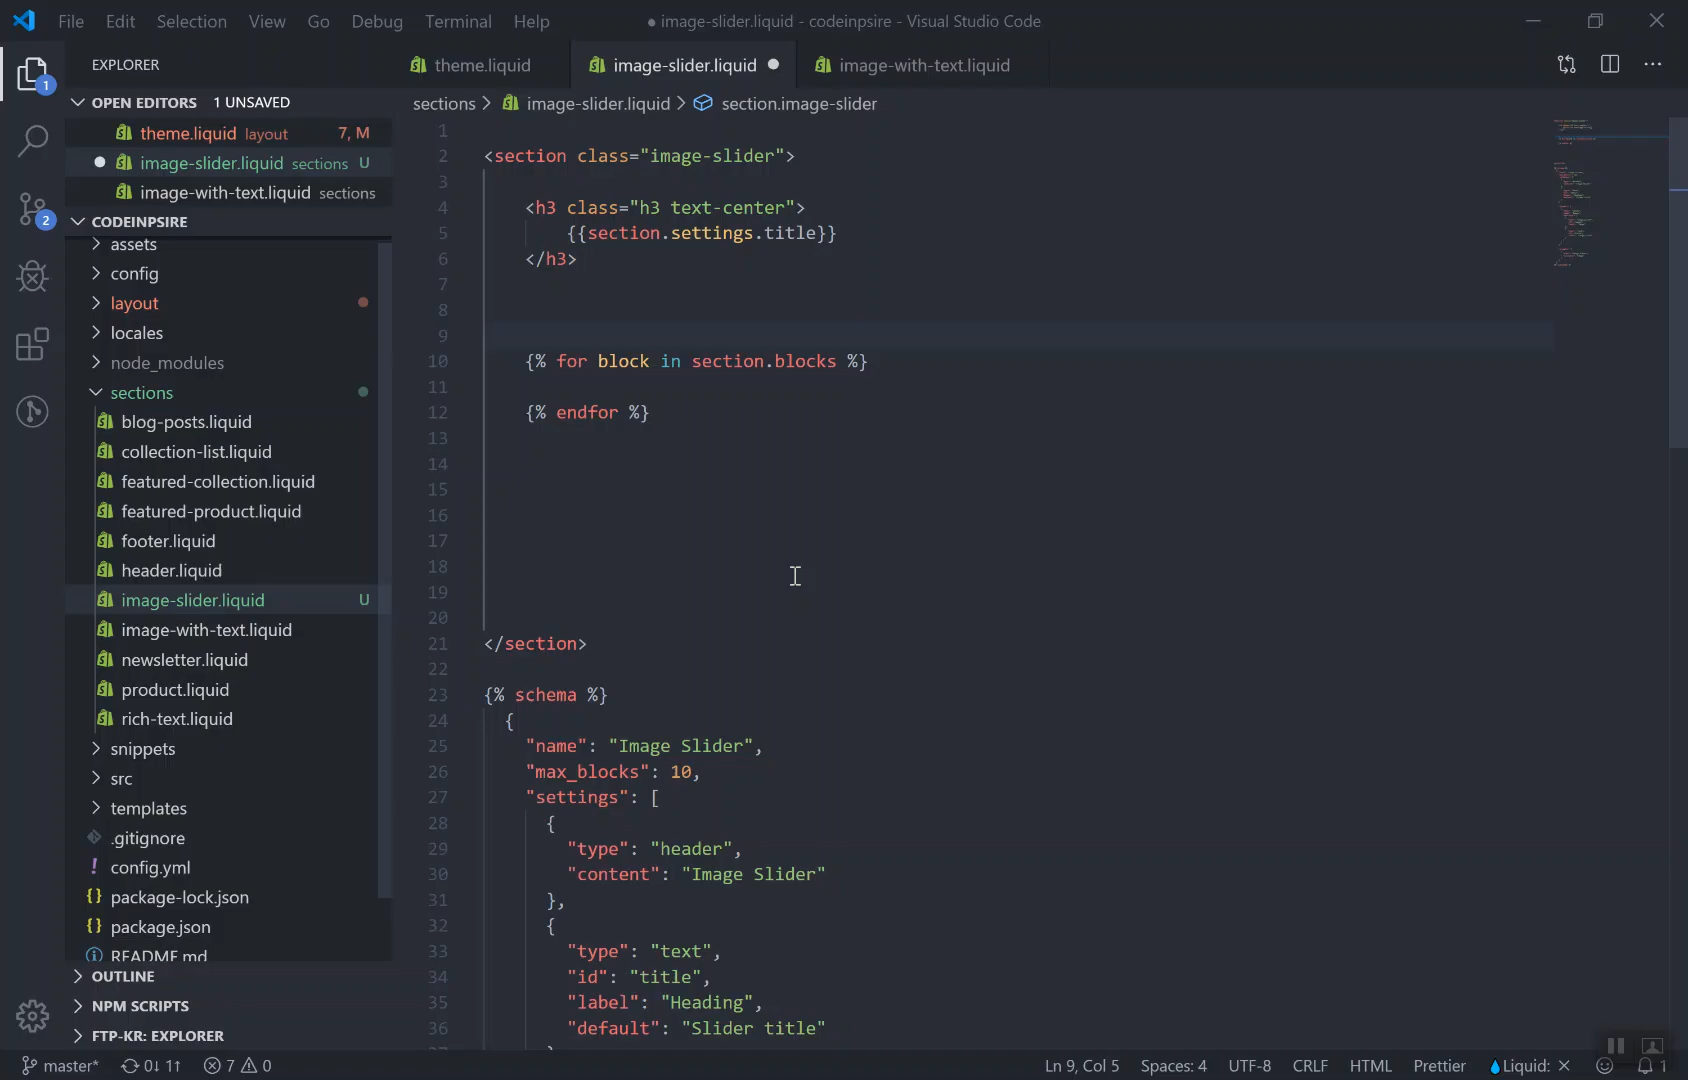 File Edit Selection View Go Debug Terminal Help
● image-slider.liquid - codeinpsire - Visual Studio Code
EXPLORER
theme.liquid
image-slider.liquid
image-with-text.liquid
OPEN EDITORS 1 UNSAVED
theme.liquid layout 7, M
image-slider.liquid sections U
image-with-text.liquid sections
CODEINPSIRE
assets
config
layout
locales
node_modules
sections
blog-posts.liquid
collection-list.liquid
featured-collection.liquid
featured-product.liquid
footer.liquid
header.liquid
image-slider.liquid U
image-with-text.liquid
newsletter.liquid
product.liquid
rich-text.liquid
snippets
src
templates
.gitignore
config.yml
package-lock.json
package.json
README.md
OUTLINE
NPM SCRIPTS
FTP-KR: EXPLORER
1
2
sections > image-slider.liquid > section.image-slider
1
2 <section class="image-slider">
3
4 <h3 class="h3 text-center">
5 {{section.settings.title}}
6 </h3>
7
8
9
10 {% for block in section.blocks %}
11
12 {% endfor %}
13
14
15
16
17
18
19
20
21 </section>
22
23 {% schema %}
24 {
25 "name": "Image Slider",
26 "max_blocks": 10,
27 "settings": [
28 {
29 "type": "header",
30 "content": "Image Slider"
31 },
32 {
33 "type": "text",
34 "id": "title",
35 "label": "Heading",
36 "default": "Slider title"
master* 0↓ 1↑ 7 0
Ln 9, Col 5 Spaces: 4 UTF-8 CRLF HTML Prettier Liquid: ✕ 1